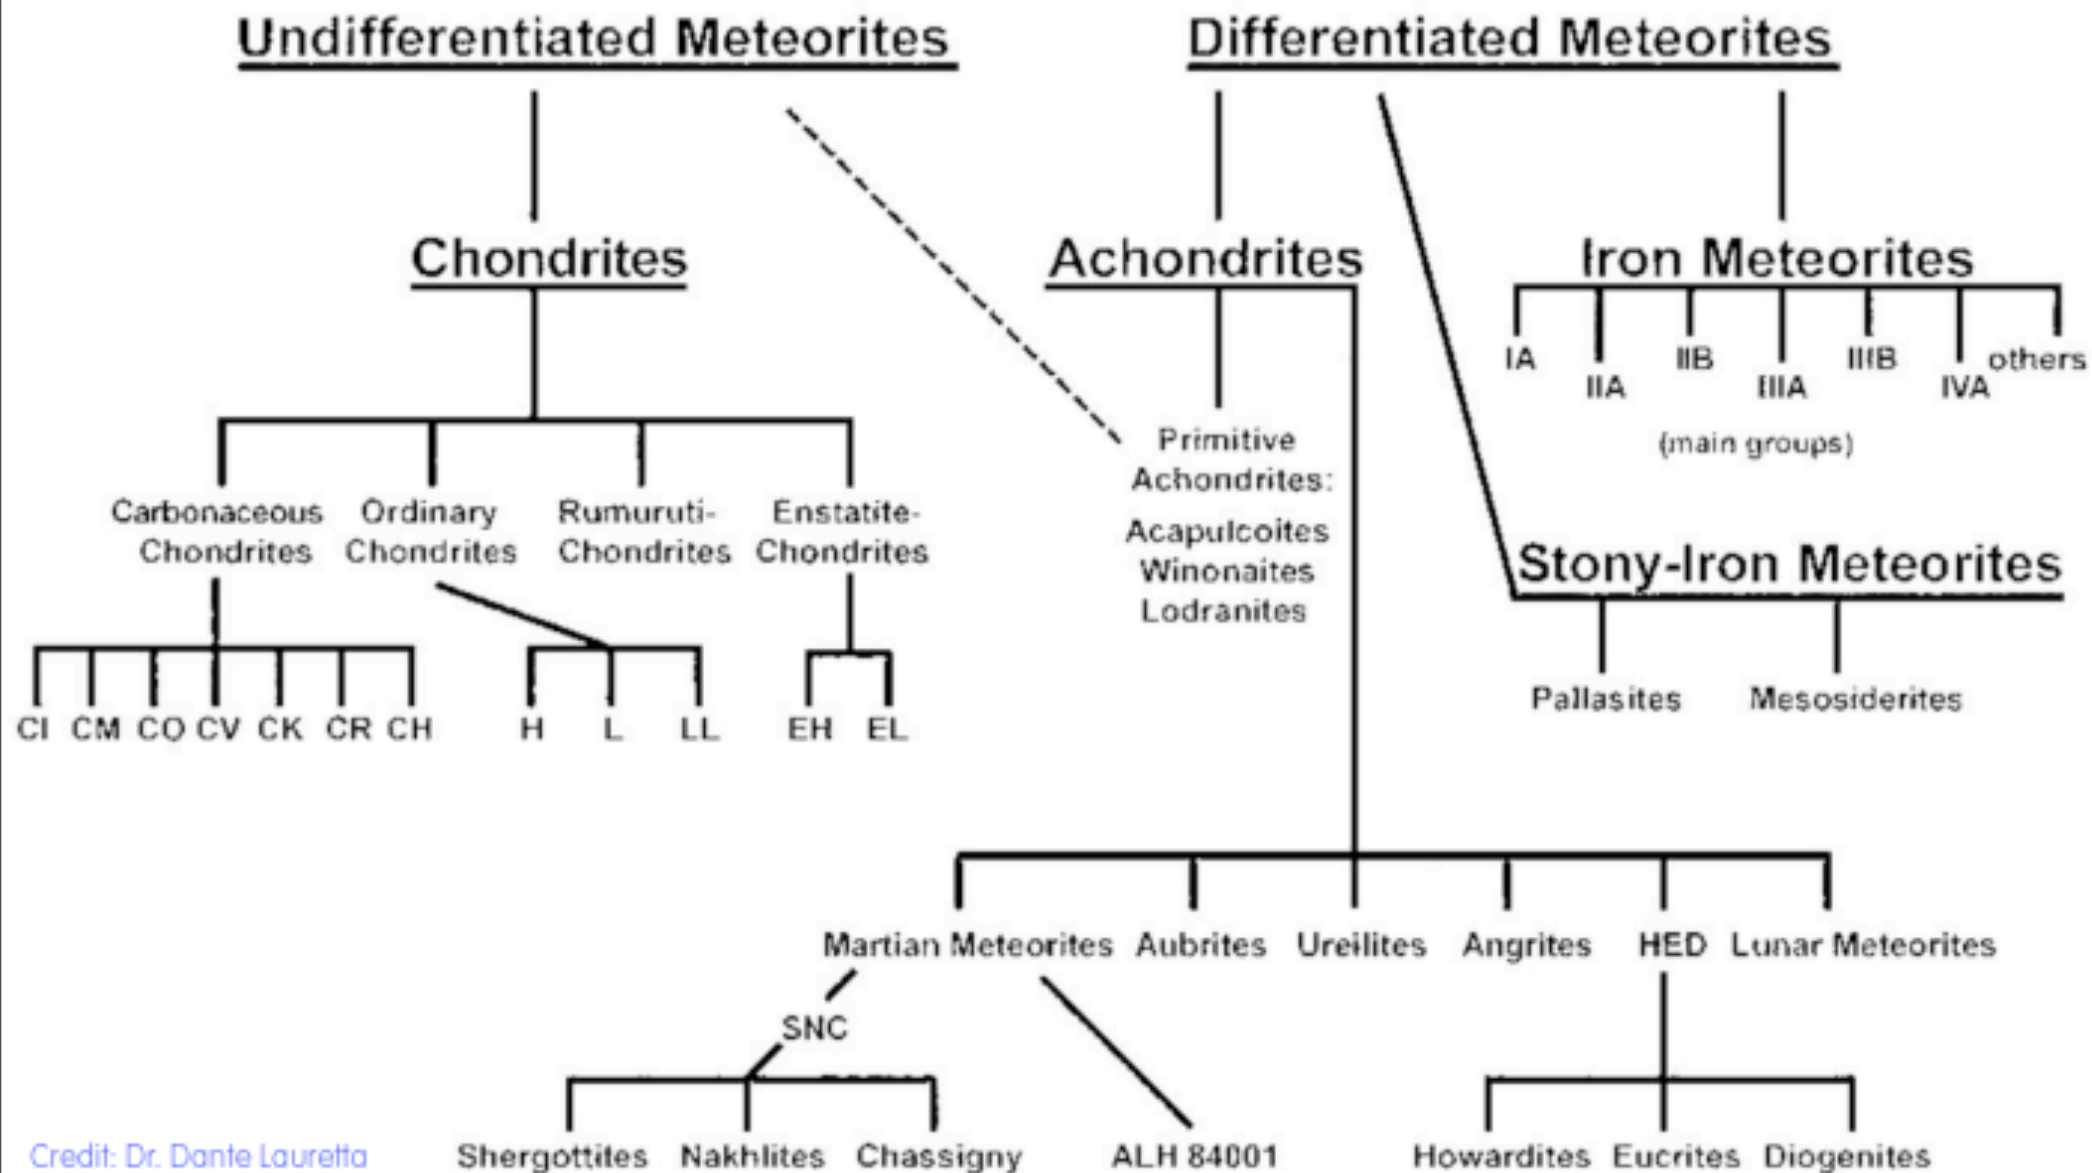 Undifferentiated Meteorites
Differentiated Meteorites
Chondrites
Achondrites
Iron Meteorites
IA
IIA
IIB
IIIA
IIIB
IVA
others
(main groups)
Primitive
Achondrites:
Acapulcoites
Winonaites
Lodranites
Carbonaceous
Chondrites
Ordinary
Chondrites
Rumuruti-
Chondrites
Enstatite-
Chondrites
Stony-Iron Meteorites
Pallasites
Mesosiderites
CI CM CO CV CK CR CH
H L LL
EH EL
Martian Meteorites
Aubrites
Ureilites
Angrites
HED
Lunar Meteorites
SNC
Shergottites
Nakhlites
Chassigny
ALH 84001
Howardites
Eucrites
Diogenites
Credit: Dr. Dante Lauretta